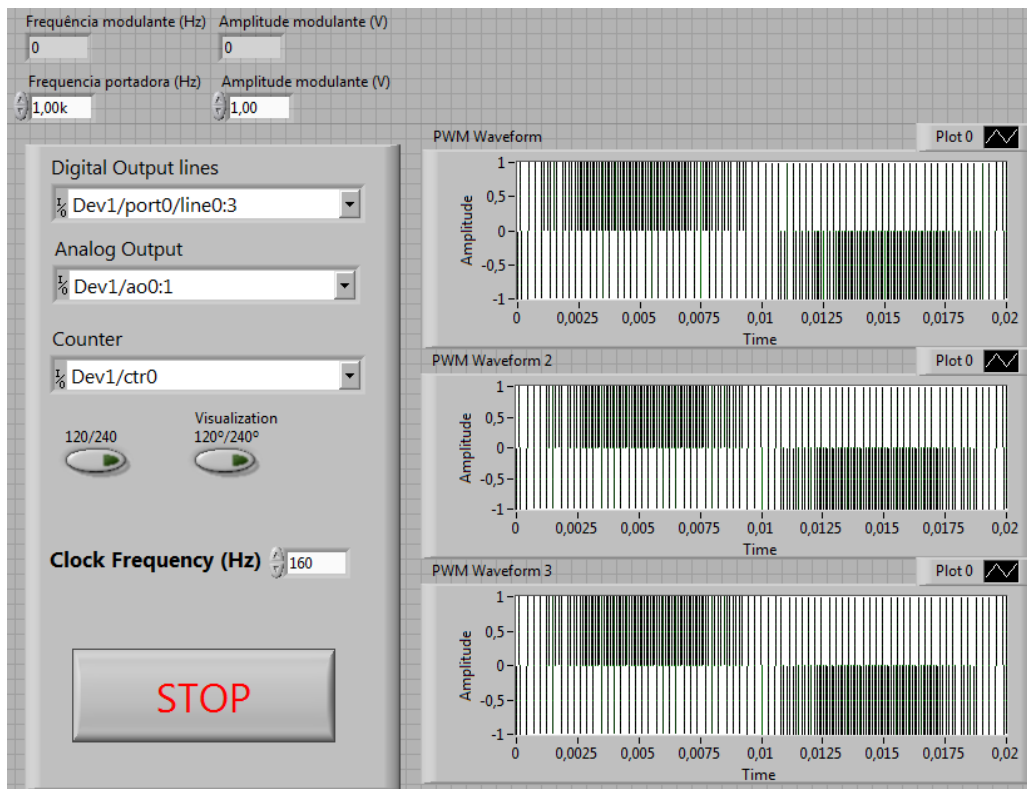 Frequência modulante (Hz) Amplitude modulante (V)
0 0
Frequencia portadora (Hz) Amplitude modulante (V)
1,00k 1,00
Digital Output lines
Dev1/port0/line0:3
Analog Output
Dev1/ao0:1
Counter
Dev1/ctr0
120/240
Visualization
120º/240º
Clock Frequency (Hz) 160
STOP
PWM Waveform Plot 0
Amplitude
1
0,5
0
-0,5
-1
0 0,0025 0,005 0,0075 0,01 0,0125 0,015 0,0175 0,02
Time
PWM Waveform 2 Plot 0
Amplitude
1
0,5
0
-0,5
-1
0 0,0025 0,005 0,0075 0,01 0,0125 0,015 0,0175 0,02
Time
PWM Waveform 3 Plot 0
Amplitude
1
0,5
0
-0,5
-1
0 0,0025 0,005 0,0075 0,01 0,0125 0,015 0,0175 0,02
Time